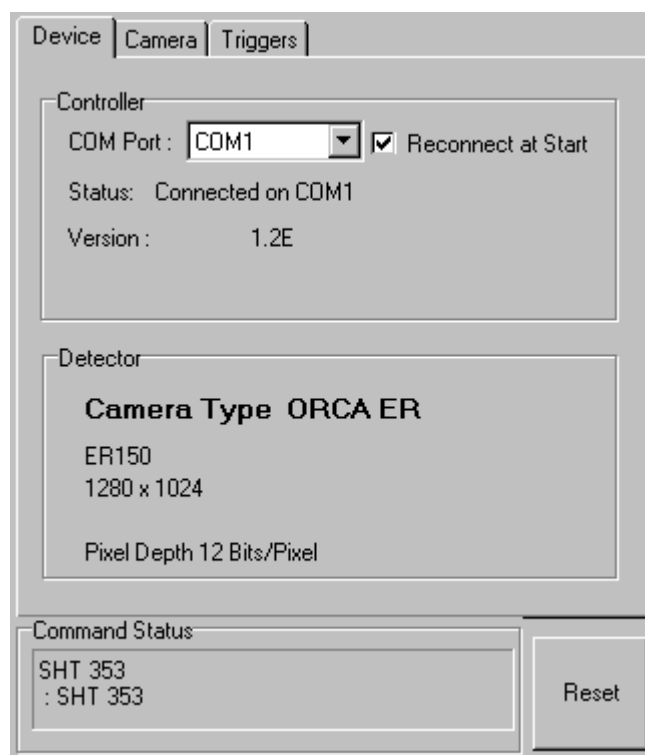 Device Camera Triggers
Controller
COM Port : COM1 Reconnect at Start
Status: Connected on COM1
Version : 1.2E
Detector
Camera Type ORCA ER
ER150
1280 x 1024
Pixel Depth 12 Bits/Pixel
Command Status
SHT 353
: SHT 353
Reset